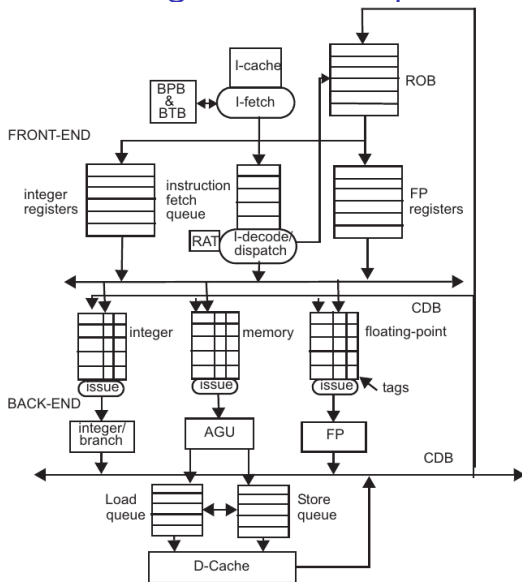 I-cache
ROB
BPB
&
BTB
I-fetch
FRONT-END
integer
registers
instruction
fetch
queue
FP
registers
RAT
I-decode/
dispatch
CDB
integer
memory
floating-point
issue
issue
issue
tags
BACK-END
integer/
branch
AGU
FP
CDB
Load
queue
Store
queue
D-Cache